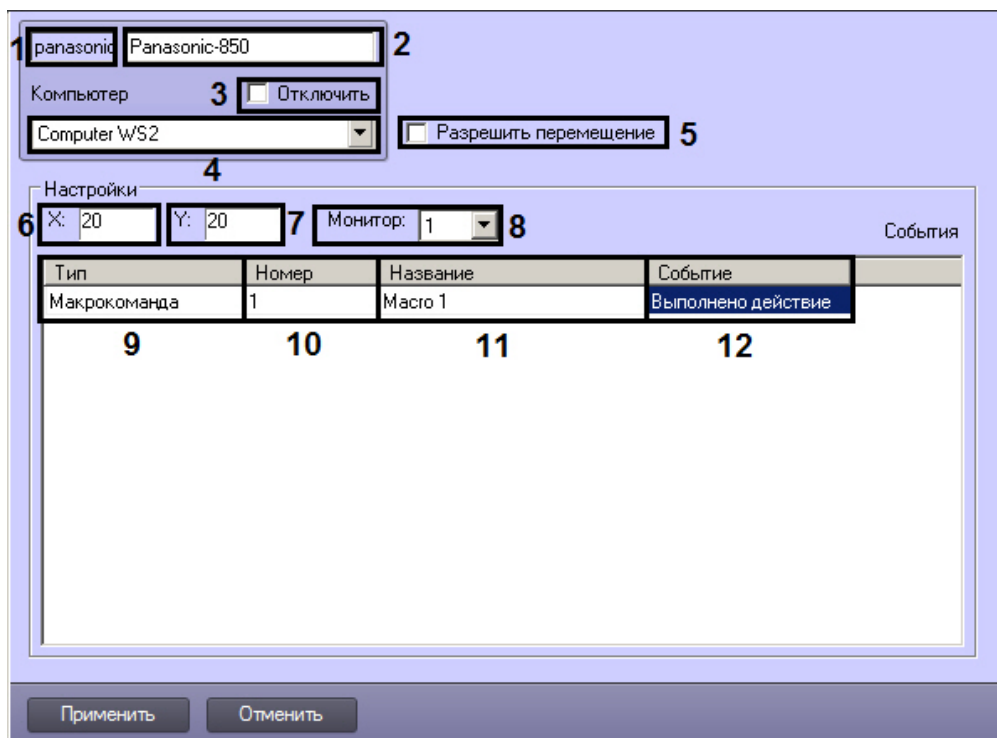 1 panasonic Panasonic-850 2
Компьютер 3 Отключить
Computer WS2 Разрешить перемещение 5
4
Настройки
6 X: 20 Y: 20 7 Монитор: 1 8 События
Тип Номер Название Событие
Макрокоманда 1 Macro 1 Выполнено действие
9 10 11 12
Применить Отменить